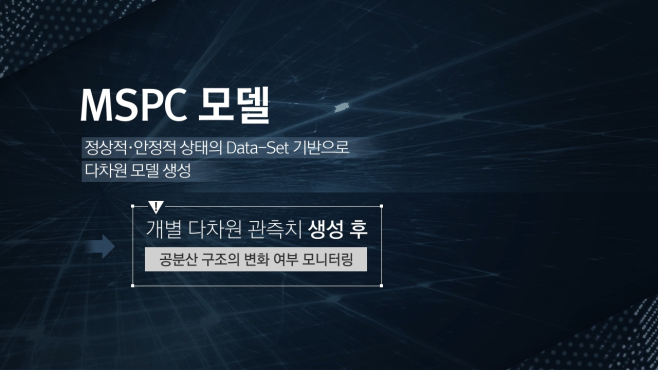 MSPC 모델
정상적·안정적 상태의 Data-Set 기반으로
다차원 모델 생성
개별 다차원 관측치 생성 후
공분산 구조의 변화 여부 모니터링